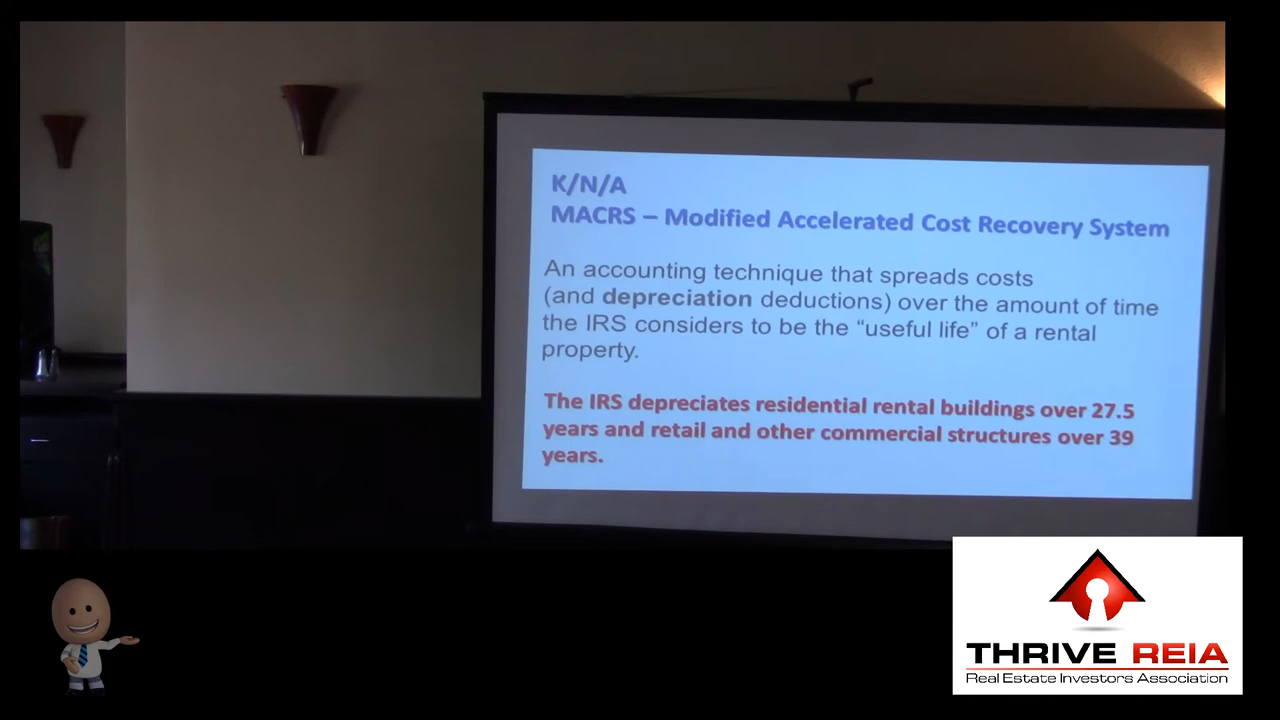 K/N/A
MACRS – Modified Accelerated Cost Recovery System
An accounting technique that spreads costs
(and depreciation deductions) over the amount of time
the IRS considers to be the “useful life” of a rental
property.
The IRS depreciates residential rental buildings over 27.5
years and retail and other commercial structures over 39
years.
THRIVE REIA
Real Estate Investors Association